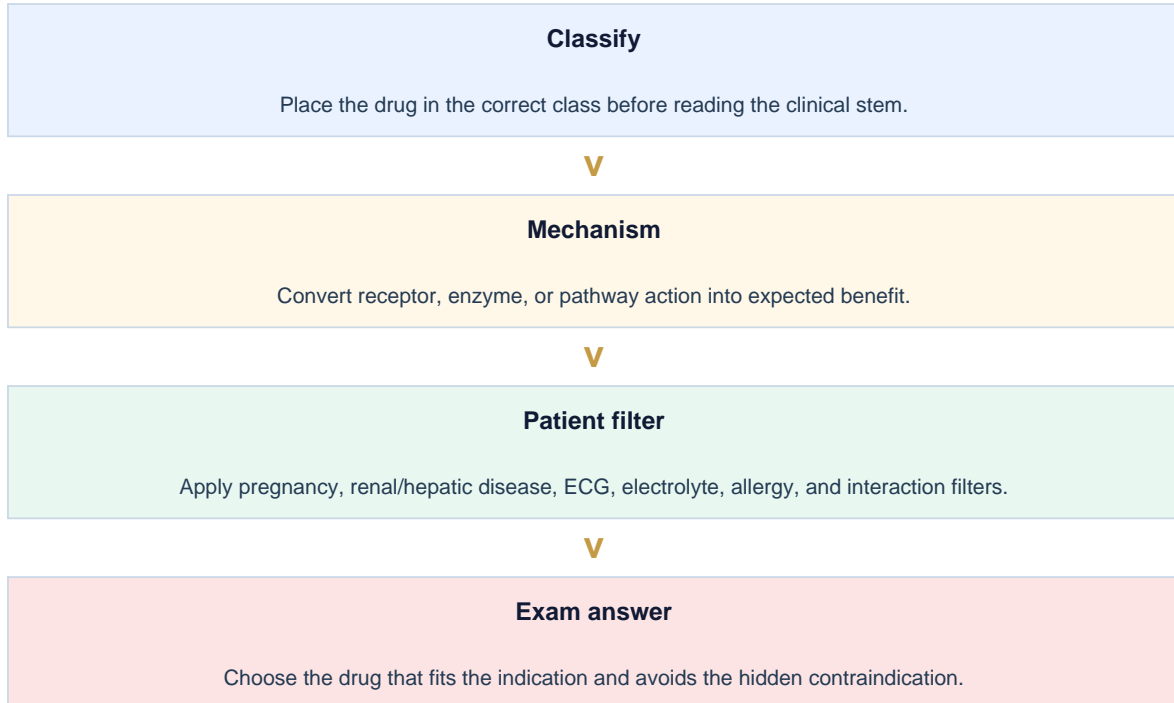 Classify
Place the drug in the correct class before reading the clinical stem.
v
Mechanism
Convert receptor, enzyme, or pathway action into expected benefit.
v
Patient filter
Apply pregnancy, renal/hepatic disease, ECG, electrolyte, allergy, and interaction filters.
v
Exam answer
Choose the drug that fits the indication and avoids the hidden contraindication.